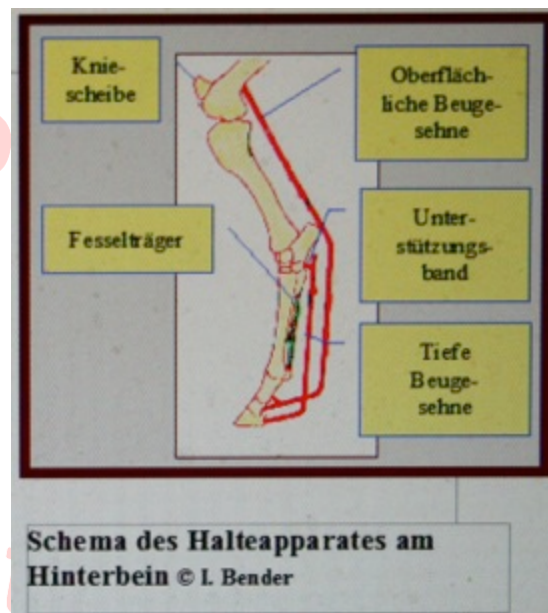 Knie-
scheibe
Oberfläch-
liche Beuge-
sehne
Fesselträger
Unter-
stützungs-
band
Tiefe
Beuge-
sehne
Schema des Halteapparates am
Hinterbein © I. Bender